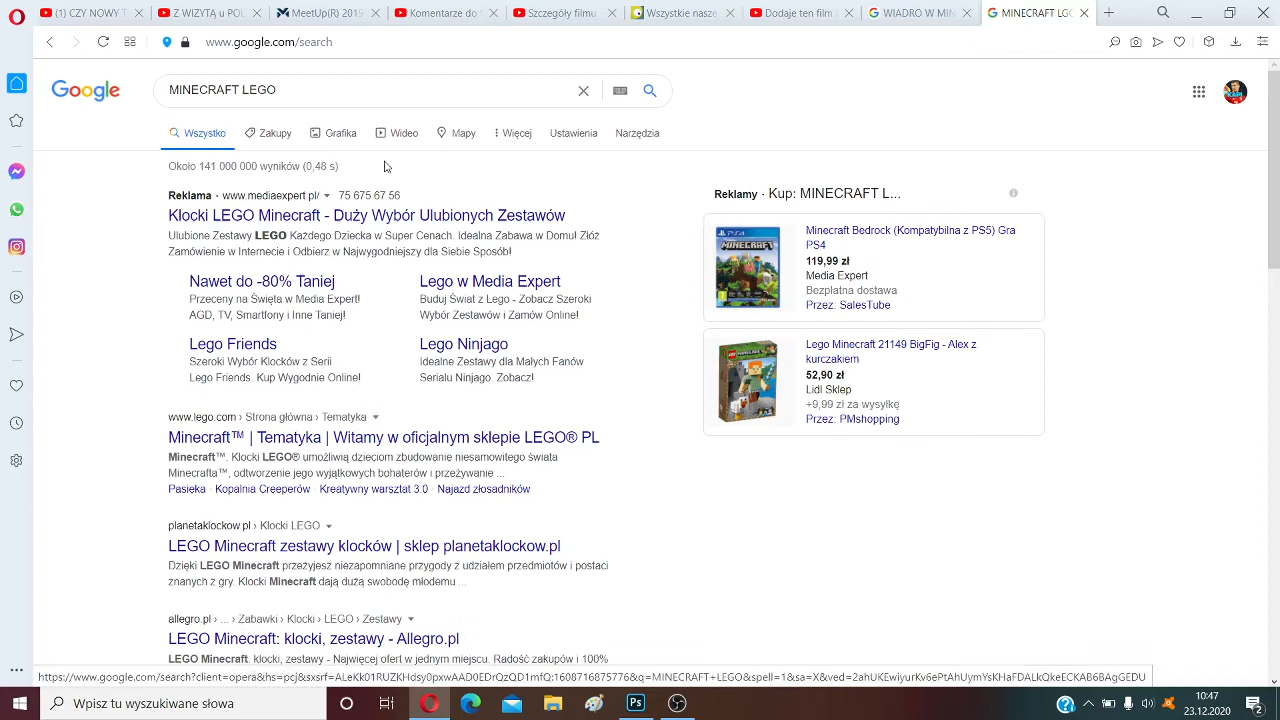 (1) CZY NOWY T
Z WIZYTĄ u POL
MeetUp(R) 2019
Komentarze do
Szczegóły filmu
Wszystkie nasze
Dodaje ten film
WIADRO W MIN
MINECRAFT LGO
www.google.com/search
Google
MINECRAFT LEGO
Wszystko
Zakupy
Grafika
Wideo
Mapy
Więcej
Ustawienia
Narzędzia
Około 141 000 000 wyników (0,48 s)
Reklama · www.mediaexpert.pl/ 75 675 67 56
Klocki LEGO Minecraft - Duży Wybór Ulubionych Zestawów
Ulubione Zestawy LEGO Każdego Dziecka w Super Cenach. Idealna Zabawa w Domu! Złóż
Zamówienie w Internecie i Odbierz w Najwygodniejszy dla Siebie Sposób!
Nawet do -80% Taniej
Przeceny na Święta w Media Expert!
AGD, TV, Smartfony i Inne Taniej!
Lego w Media Expert
Buduj Świat z Lego - Zobacz Szeroki
Wybór Zestawów i Zamów Online!
Lego Friends
Szeroki Wybór Klocków z Serii
Lego Friends. Kup Wygodnie Online!
Lego Ninjago
Idealne Zestawy dla Małych Fanów
Serialu Ninjago. Zobacz!
www.lego.com › Strona główna › Tematyka
Minecraft™ | Tematyka | Witamy w oficjalnym sklepie LEGO® PL
Minecraft™. Klocki LEGO® umożliwią dzieciom zbudowanie niesamowitego świata
Minecrafta™, odtworzenie jego wyjątkowych bohaterów i przeżywanie ...
Pasieka · Kopalnia Creeperów · Kreatywny warsztat 3.0 · Najazd złosadników
planetaklockow.pl › Klocki LEGO
LEGO Minecraft zestawy klocków | sklep planetaklockow.pl
Dzięki LEGO Minecraft przeżyjesz niezapomniane przygody z udziałem przedmiotów i postaci
znanych z gry. Klocki Minecraft dają dużą swobodę młodemu ...
allegro.pl › ... › Zabawki › Klocki › LEGO › Zestawy
LEGO Minecraft: klocki, zestawy - Allegro.pl
LEGO Minecraft, klocki, zestawy - Najwięcej ofert w jednym miejscu. Radość zakupów i 100%
Reklamy · Kup: MINECRAFT L...
Minecraft Bedrock (Kompatybilna z PS5) Gra
PS4
119,99 zł
Media Expert
Bezpłatna dostawa
Przez: SalesTube
Lego Minecraft 21149 BigFig - Alex z
kurczakiem
52,90 zł
Lidl Sklep
+9,99 zł za wysyłkę
Przez: PMshopping
Wpisz tu wyszukiwane słowa
10:47
23.12.2020